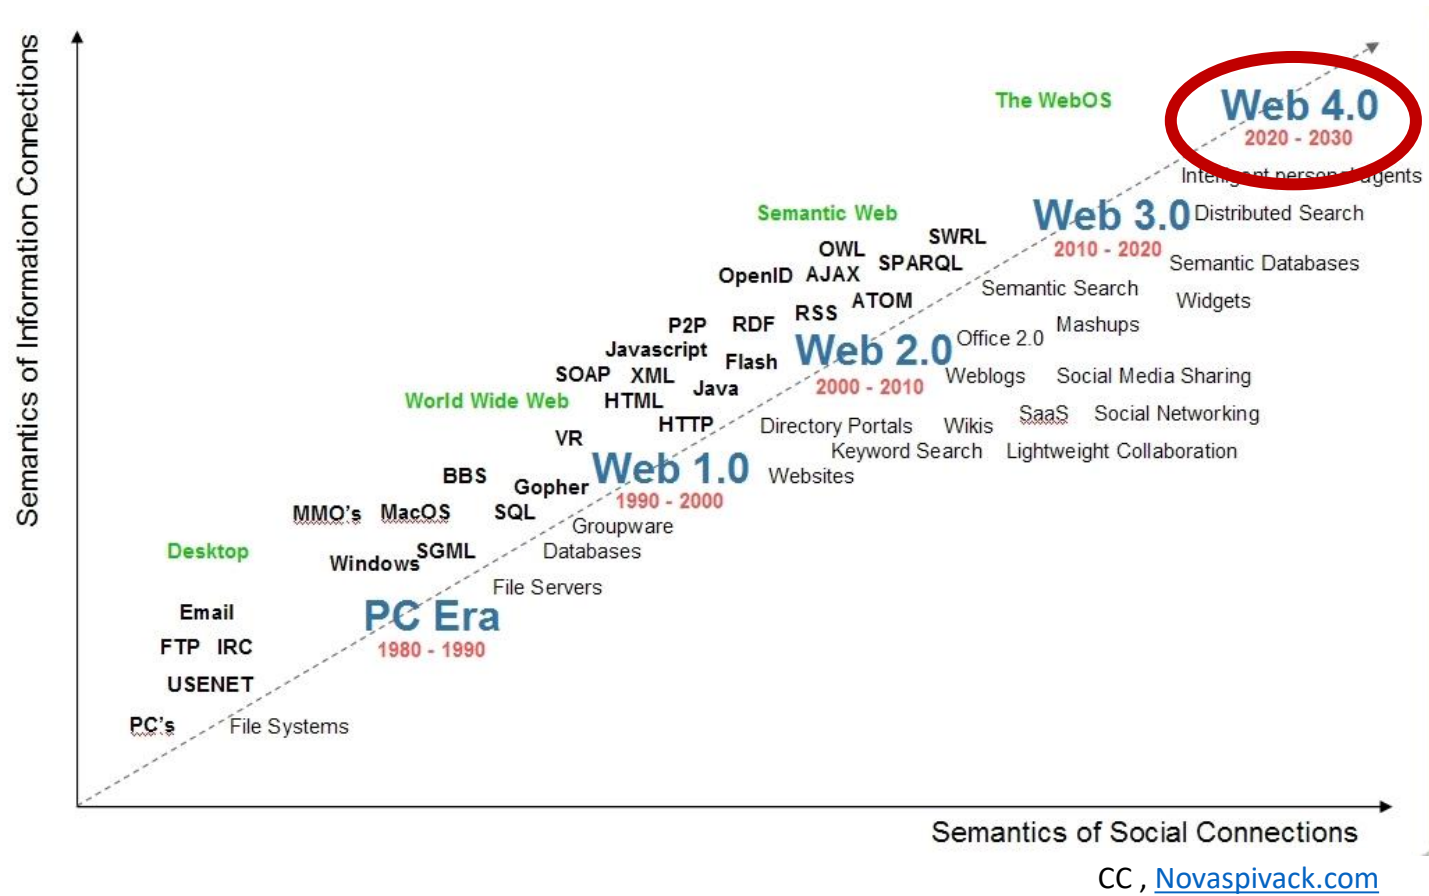 Semantics of Information Connections
The WebOS
Web 4.0
2020 - 2030
Intelligent personal agents
Semantic Web
Web 3.0
Distributed Search
SWRL
OWL
2010 - 2020
SPARQL
Semantic Databases
OpenID
AJAX
Semantic Search
ATOM
Widgets
RSS
P2P
RDF
Mashups
Office 2.0
Javascript
Web 2.0
Flash
SOAP
XML
Weblogs
Social Media Sharing
Java
2000 - 2010
World Wide Web
HTML
SaaS
Social Networking
HTTP
Directory Portals
Wikis
VR
Keyword Search
Lightweight Collaboration
Web 1.0
BBS
Websites
Gopher
1990 - 2000
MMO's
MacOS
SQL
Groupware
Desktop
SGML
Databases
Windows
File Servers
Email
PC Era
FTP
IRC
1980 - 1990
USENET
PC's
File Systems
Semantics of Social Connections
CC , Novaspivack.com